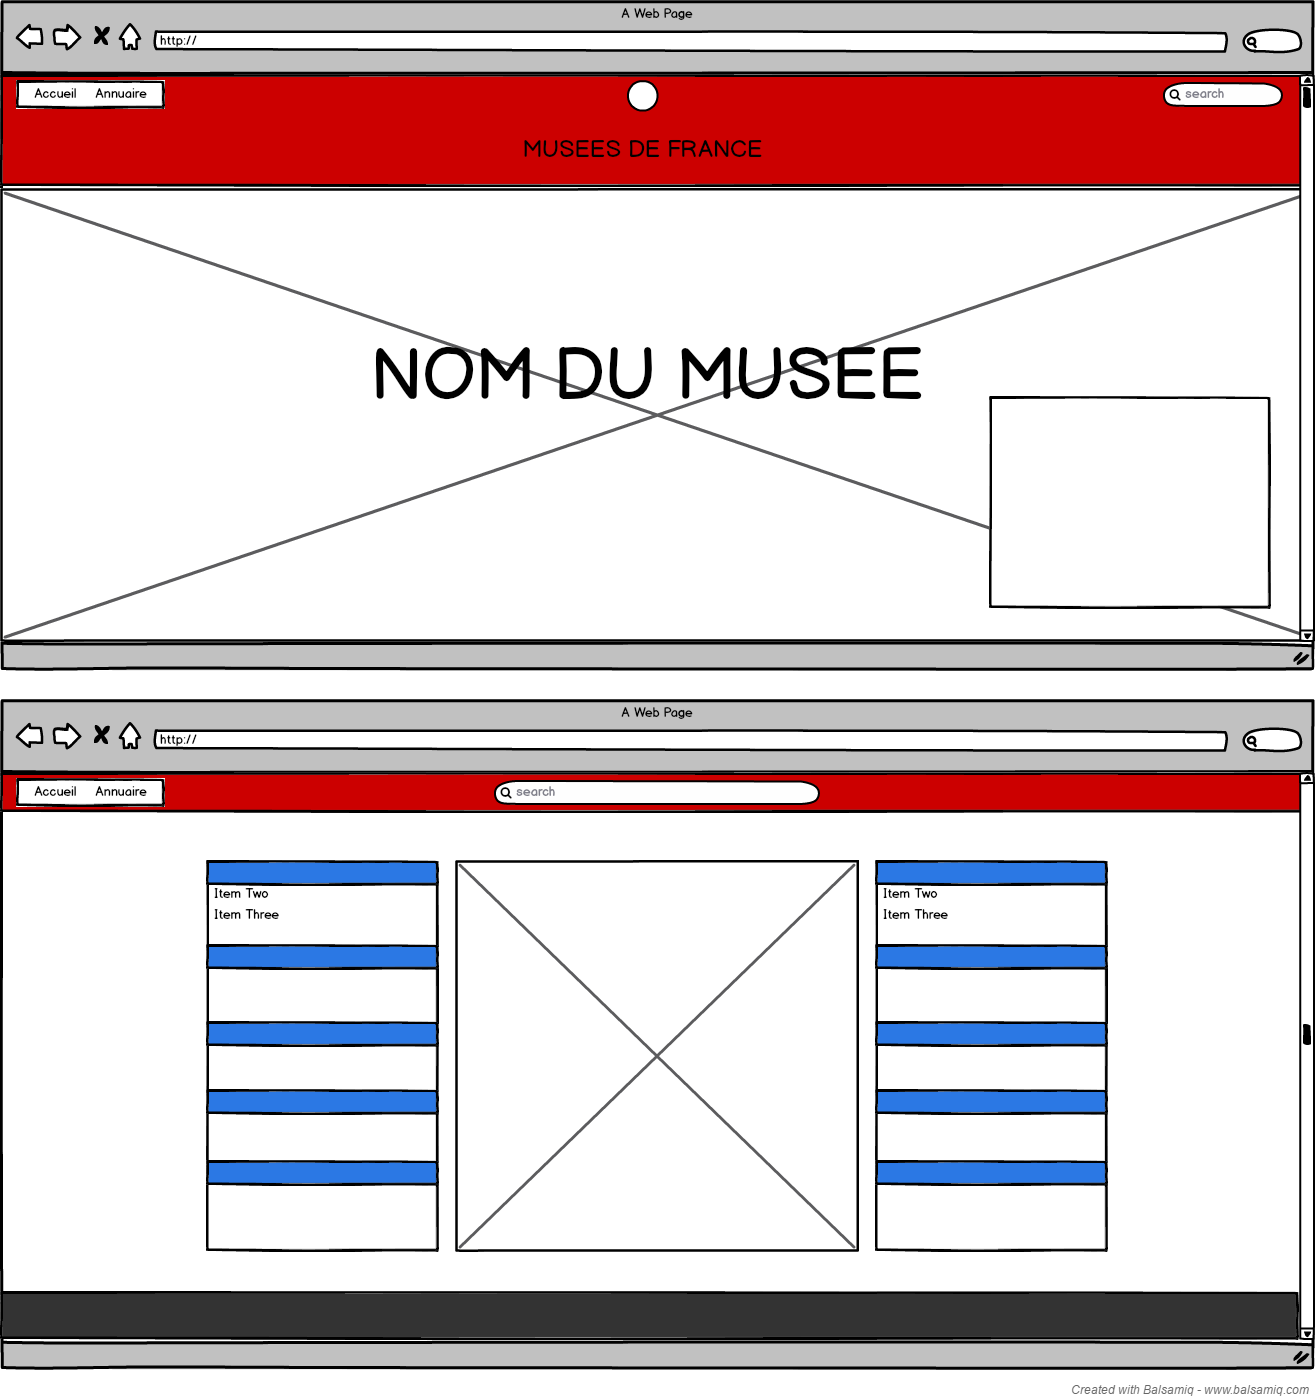 A Web Page
http://
Accueil Annuaire
search
MUSEES DE FRANCE
NOM DU MUSEE
A Web Page
http://
Accueil Annuaire
search
Item Two
Item Three
Item Two
Item Three
Created with Balsamiq - www.balsamiq.com